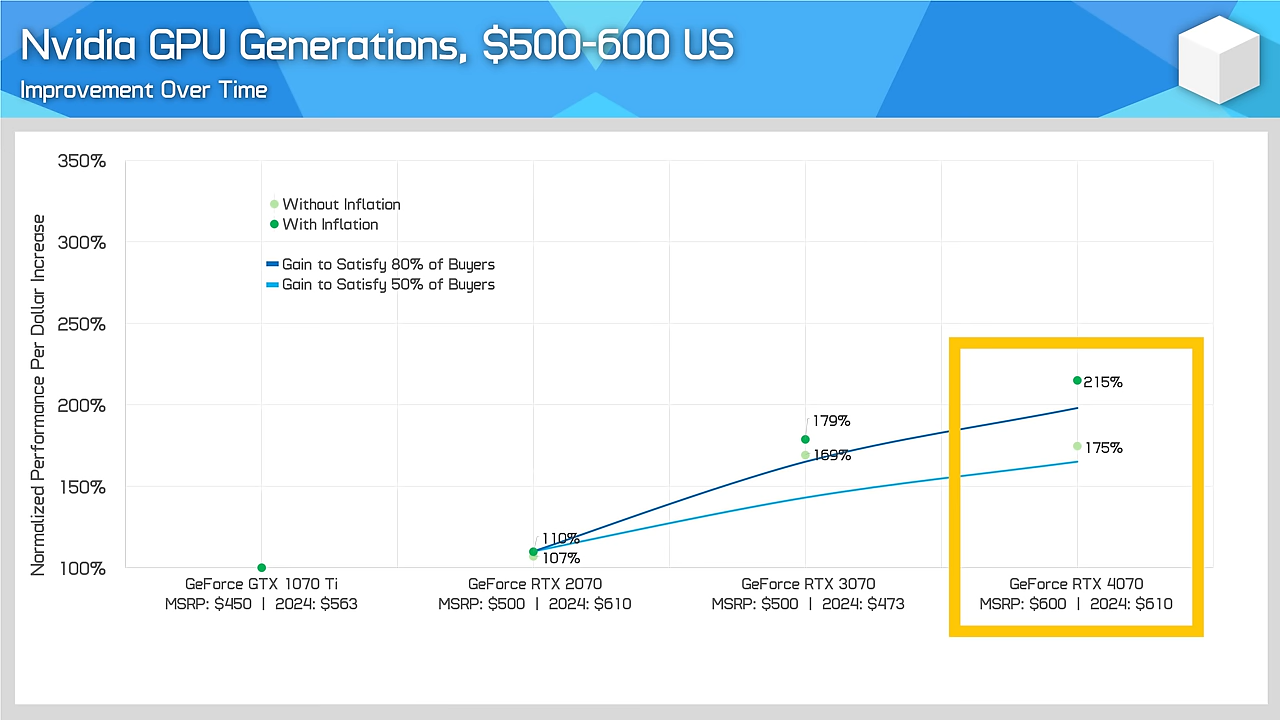 Nvidia GPU Generations, $500-600 US
Improvement Over Time
Normalized Performance Per Dollar Increase
350%
300%
250%
200%
150%
100%
Without Inflation
With Inflation
Gain to Satisfy 80% of Buyers
Gain to Satisfy 50% of Buyers
110%
107%
179%
169%
215%
175%
GeForce GTX 1070 Ti
MSRP: $450 | 2024: $563
GeForce RTX 2070
MSRP: $500 | 2024: $610
GeForce RTX 3070
MSRP: $500 | 2024: $473
GeForce RTX 4070
MSRP: $600 | 2024: $610